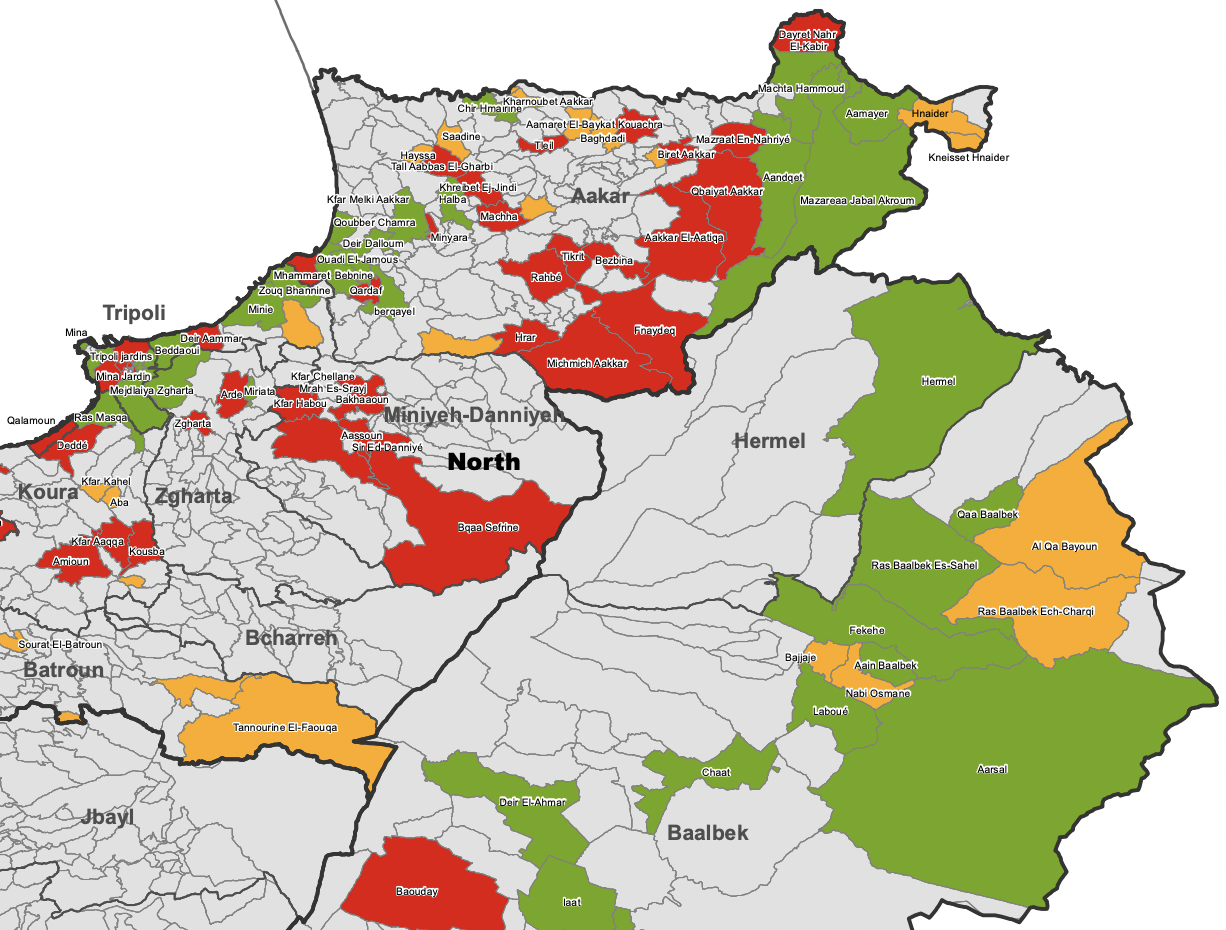 Dayret Nahr
El-Kabir
Machta Hammoud
Kharnoubet Aakkar
Chir Hmairine
Aamayer
Hnaider
Aamaret El-Baykat
Kouachra
Saadine
Baghdadi
Mazraat En-Nahriyé
Tleil
Hayssa
Biret Aakkar
Kneisset Hnaider
Tall Aabbas El-Gharbi
Aandqet
Khreibet Ej-Jindi
Qbaiyat Aakkar
Aakar
Kfar Melki Aakkar
Halba
Mazareaa Jabal Akroum
Machha
Qoubber Chamra
Minyara
Aakkar El-Aatiqa
Deir Dalloum
Tikrit
Bezbina
Ouadi El-Jamous
Mhammaret
Bebnine
Rahbé
Zouq Bhannine
Qardaf
Minie
berqayel
Tripoli
Mina
Fnaydeq
Deir Aammar
Hrar
Beddaoui
Tripoli jardins
Michmich Aakkar
Mina Jardin
Kfar Chellane
Hermel
Mejdlaiya Zgharta
Mrah Es-Srayj
Arde
Miriata
Bakhaaoun
Kfar Habou
Miniyeh-Danniyeh
Qalamoun
Ras Masqa
Zgharta
Aassoun
Hermel
Deddé
Sir Ed-Danniyé
North
Kfar Kahel
Koura
Zgharta
Aba
Qaa Baalbek
Bqaa Sefrine
Kfar Aaqqa
Al Qa Bayoun
Kousba
Amioun
Ras Baalbek Es-Sahel
Ras Baalbek Ech-Charqi
Fekehe
Bcharreh
Sourat El-Batroun
Bajjaje
Aain Baalbek
Batroun
Nabi Osmane
Laboué
Tannourine El-Faouqa
Aarsal
Chaat
Deir El-Ahmar
Jbayl
Baalbek
Baouday
Iaat